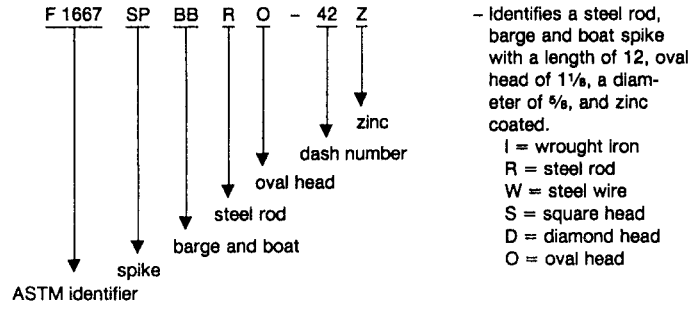 F 1667 SP BB R O - 42 Z
zinc
dash number
oval head
steel rod
barge and boat
spike
ASTM identifier
– Identifies a steel rod,
barge and boat spike
with a length of 12, oval
head of 1⅛, a diam-
eter of ⅝, and zinc
coated.
I = wrought iron
R = steel rod
W = steel wire
S = square head
D = diamond head
O = oval head